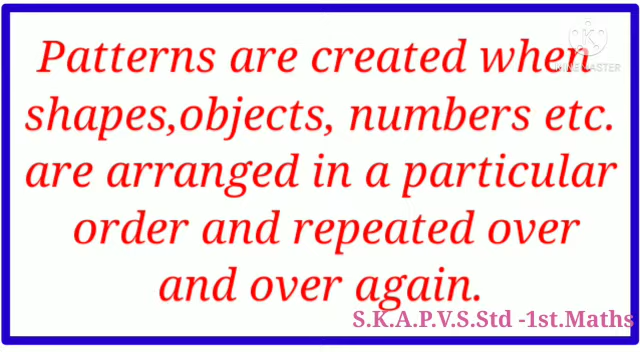 Patterns are created when
shapes,objects, numbers etc.
are arranged in a particular
order and repeated over
and over again.
S.K.A.P.V.S.Std -1st.Maths
KINEMASTER